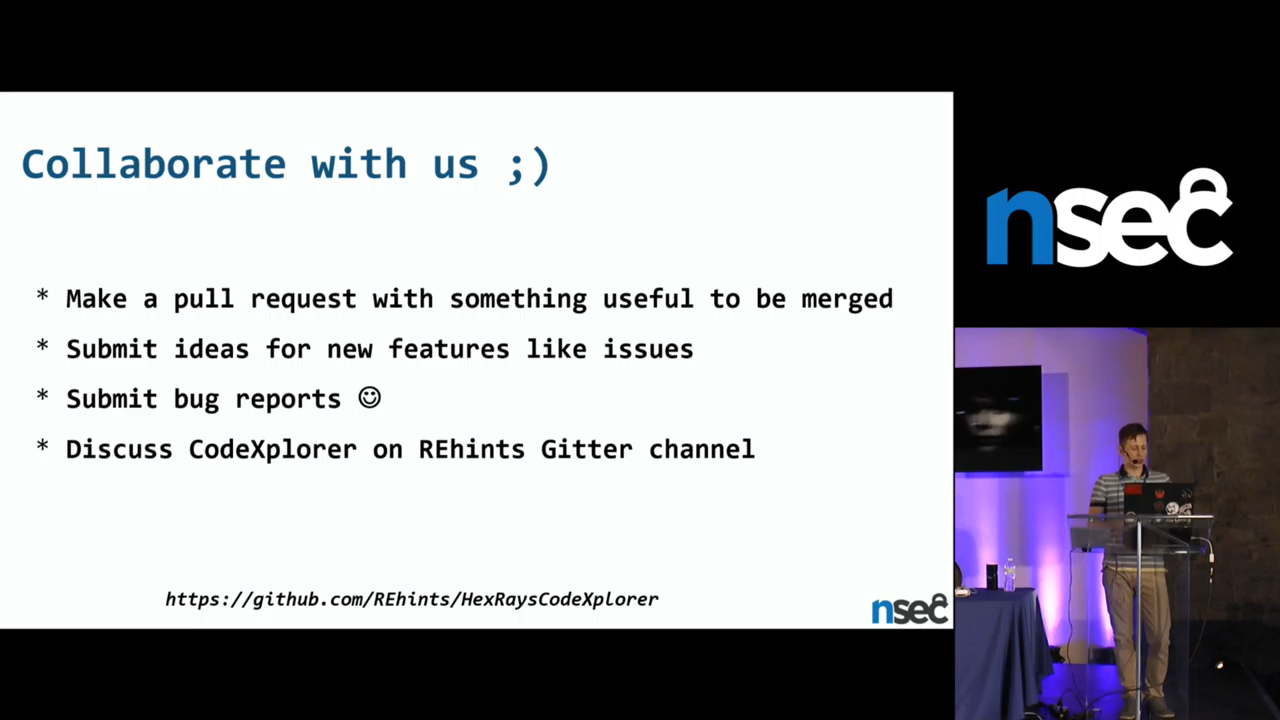 Collaborate with us ;)
* Make a pull request with something useful to be merged
* Submit ideas for new features like issues
* Submit bug reports ☺
* Discuss CodeXplorer on REhints Gitter channel
https://github.com/REhints/HexRaysCodeXplorer
nsec
nsec